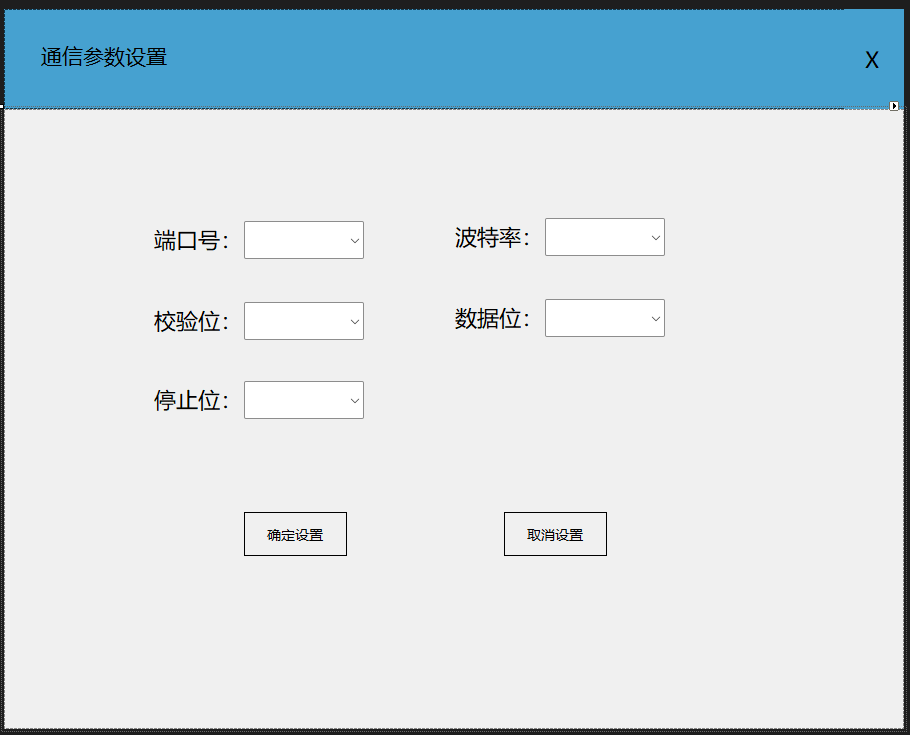 通信参数设置
X
端口号：
波特率：
校验位：
数据位：
停止位：
确定设置
取消设置